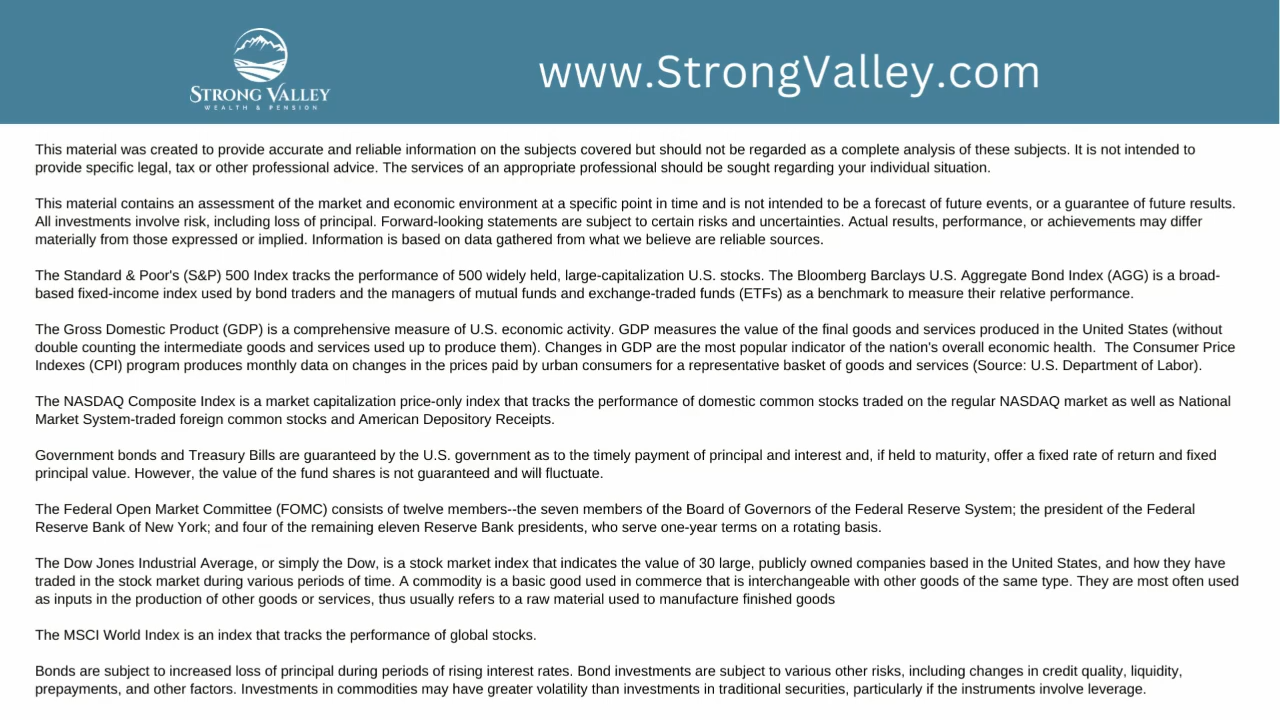 STRONG VALLEY
WEALTH & PENSION
www.StrongValley.com
This material was created to provide accurate and reliable information on the subjects covered but should not be regarded as a complete analysis of these subjects. It is not intended to
provide specific legal, tax or other professional advice. The services of an appropriate professional should be sought regarding your individual situation.
This material contains an assessment of the market and economic environment at a specific point in time and is not intended to be a forecast of future events, or a guarantee of future results.
All investments involve risk, including loss of principal. Forward-looking statements are subject to certain risks and uncertainties. Actual results, performance, or achievements may differ
materially from those expressed or implied. Information is based on data gathered from what we believe are reliable sources.
The Standard & Poor's (S&P) 500 Index tracks the performance of 500 widely held, large-capitalization U.S. stocks. The Bloomberg Barclays U.S. Aggregate Bond Index (AGG) is a broad-
based fixed-income index used by bond traders and the managers of mutual funds and exchange-traded funds (ETFs) as a benchmark to measure their relative performance.
The Gross Domestic Product (GDP) is a comprehensive measure of U.S. economic activity. GDP measures the value of the final goods and services produced in the United States (without
double counting the intermediate goods and services used up to produce them). Changes in GDP are the most popular indicator of the nation's overall economic health.  The Consumer Price
Indexes (CPI) program produces monthly data on changes in the prices paid by urban consumers for a representative basket of goods and services (Source: U.S. Department of Labor).
The NASDAQ Composite Index is a market capitalization price-only index that tracks the performance of domestic common stocks traded on the regular NASDAQ market as well as National
Market System-traded foreign common stocks and American Depository Receipts.
Government bonds and Treasury Bills are guaranteed by the U.S. government as to the timely payment of principal and interest and, if held to maturity, offer a fixed rate of return and fixed
principal value. However, the value of the fund shares is not guaranteed and will fluctuate.
The Federal Open Market Committee (FOMC) consists of twelve members--the seven members of the Board of Governors of the Federal Reserve System; the president of the Federal
Reserve Bank of New York; and four of the remaining eleven Reserve Bank presidents, who serve one-year terms on a rotating basis.
The Dow Jones Industrial Average, or simply the Dow, is a stock market index that indicates the value of 30 large, publicly owned companies based in the United States, and how they have
traded in the stock market during various periods of time. A commodity is a basic good used in commerce that is interchangeable with other goods of the same type. They are most often used
as inputs in the production of other goods or services, thus usually refers to a raw material used to manufacture finished goods
The MSCI World Index is an index that tracks the performance of global stocks.
Bonds are subject to increased loss of principal during periods of rising interest rates. Bond investments are subject to various other risks, including changes in credit quality, liquidity,
prepayments, and other factors. Investments in commodities may have greater volatility than investments in traditional securities, particularly if the instruments involve leverage.